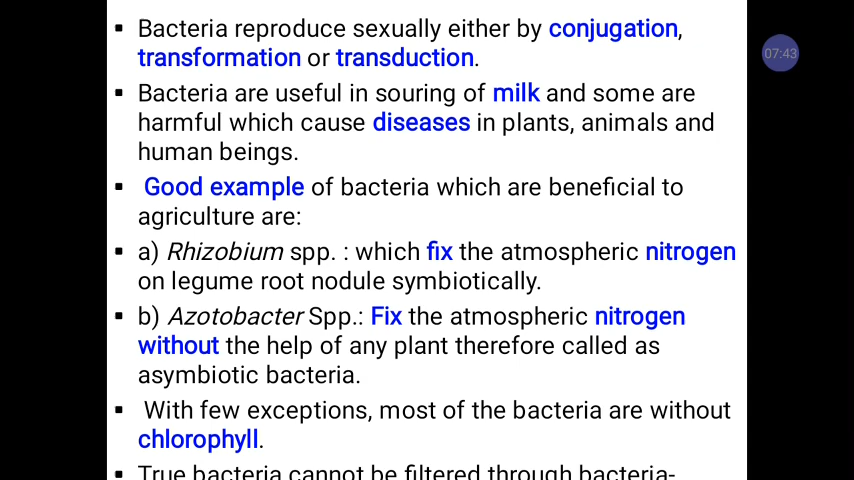 ▪ Bacteria reproduce sexually either by conjugation,
transformation or transduction.
▪ Bacteria are useful in souring of milk and some are
harmful which cause diseases in plants, animals and
human beings.
▪ Good example of bacteria which are beneficial to
agriculture are:
▪ a) Rhizobium spp. : which fix the atmospheric nitrogen
on legume root nodule symbiotically.
▪ b) Azotobacter Spp.: Fix the atmospheric nitrogen
without the help of any plant therefore called as
asymbiotic bacteria.
▪ With few exceptions, most of the bacteria are without
chlorophyll.
▪ True bacteria cannot be filtered through bacteria-
07:43